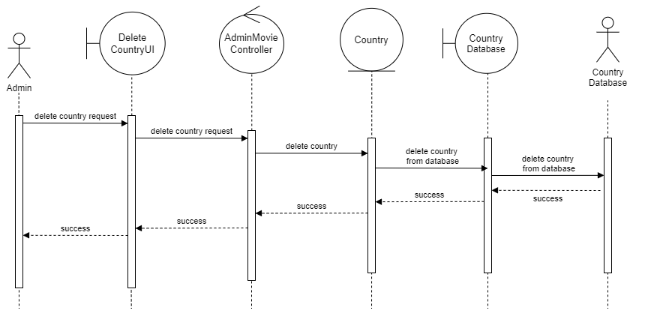 Delete
CountryUI
AdminMovie
Controller
Country
Country
Database
Admin
Country
Database
delete country request
delete country request
delete country
delete country
from database
delete country
from database
success
success
success
success
success